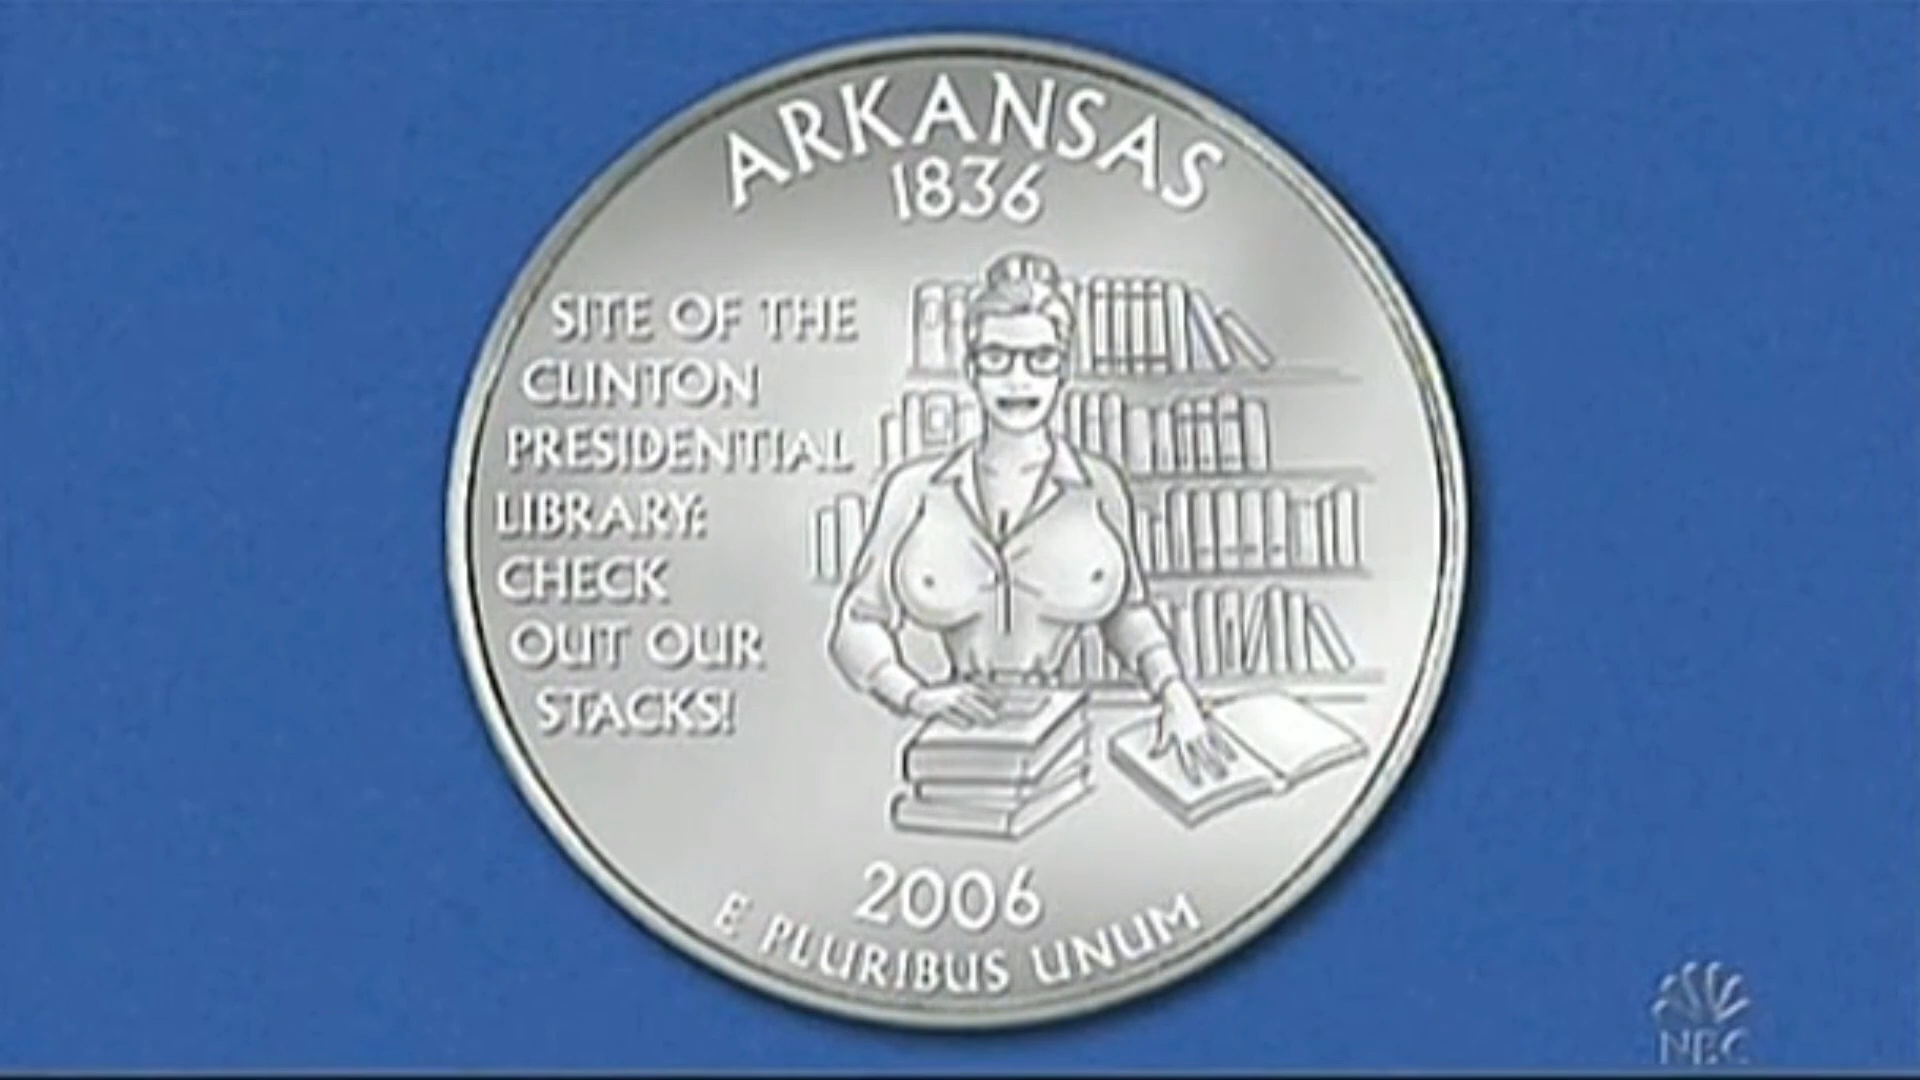 ARKANSAS
1836
SITE OF THE
CLINTON
PRESIDENTIAL
LIBRARY:
CHECK
OUT OUR
STACKS!
2006
E PLURIBUS UNUM
NBC